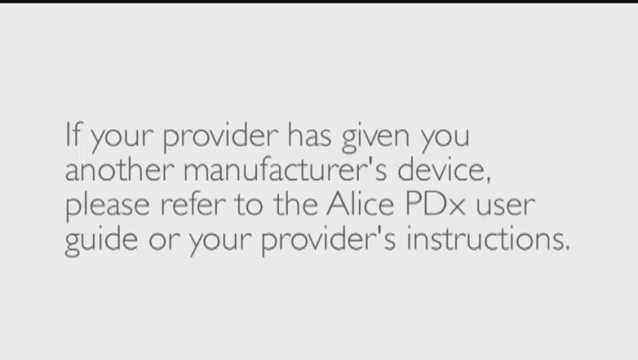 If your provider has given you
another manufacturer's device,
please refer to the Alice PDx user
guide or your provider's instructions.